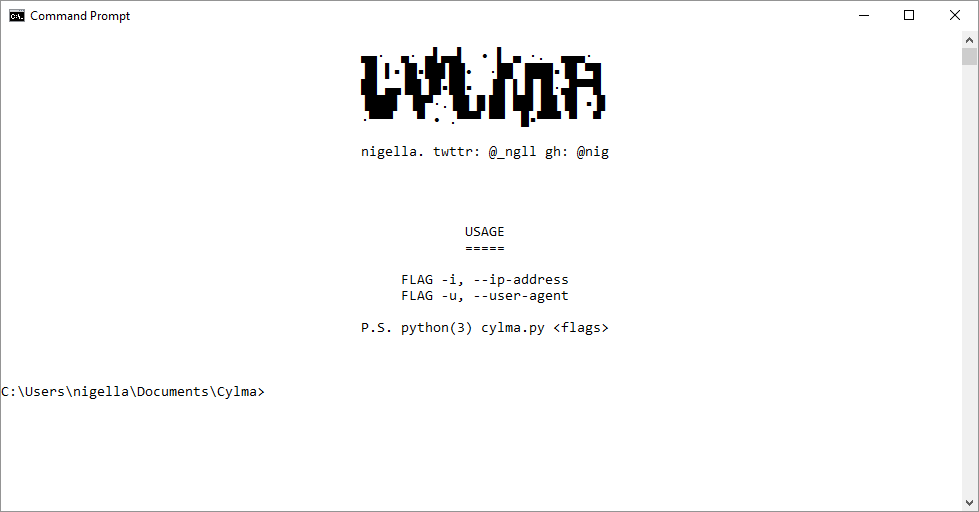 Command Prompt
CYLMA
nigella. twttr: @_ngll gh: @nig
USAGE
=====
FLAG -i, --ip-address
FLAG -u, --user-agent
P.S. python(3) cylma.py <flags>
C:\Users\nigella\Documents\Cylma>